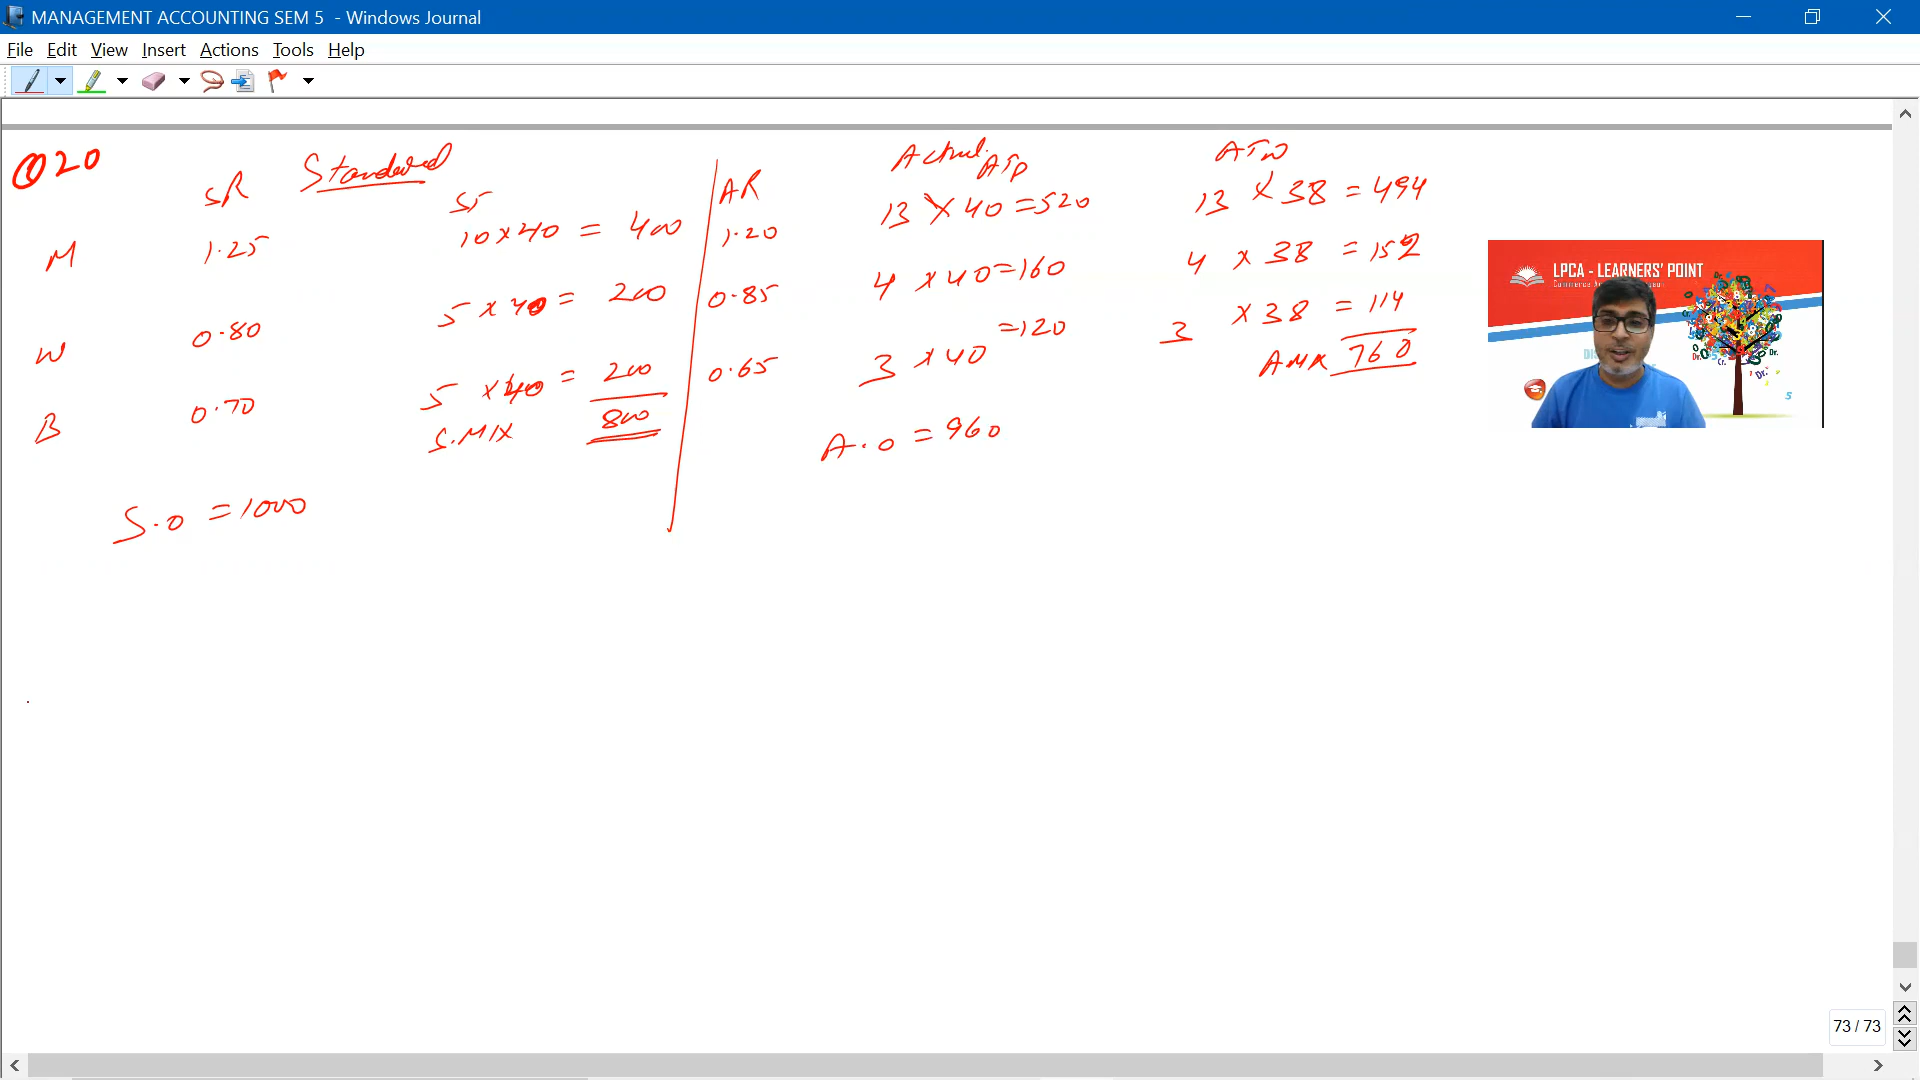 MANAGEMENT ACCOUNTING SEM 5 - Windows Journal
File Edit View Insert Actions Tools Help
Q20
Standard
SR
ST
AR
Actual ATP
ATW
M 1.25 10 x 40 = 400 1.20 13 x 40 = 520 13 x 38 = 494
W 0.80 5 x 40 = 200 0.85 4 x 40 = 160 4 x 38 = 152
B 0.70 5 x 40 = 200 0.65 3 x 40 = 120 3 x 38 = 114
S.MIX 800
AMX 760
S.O = 1000
A.O = 960
LPCA - LEARNERS' POINT
73 / 73